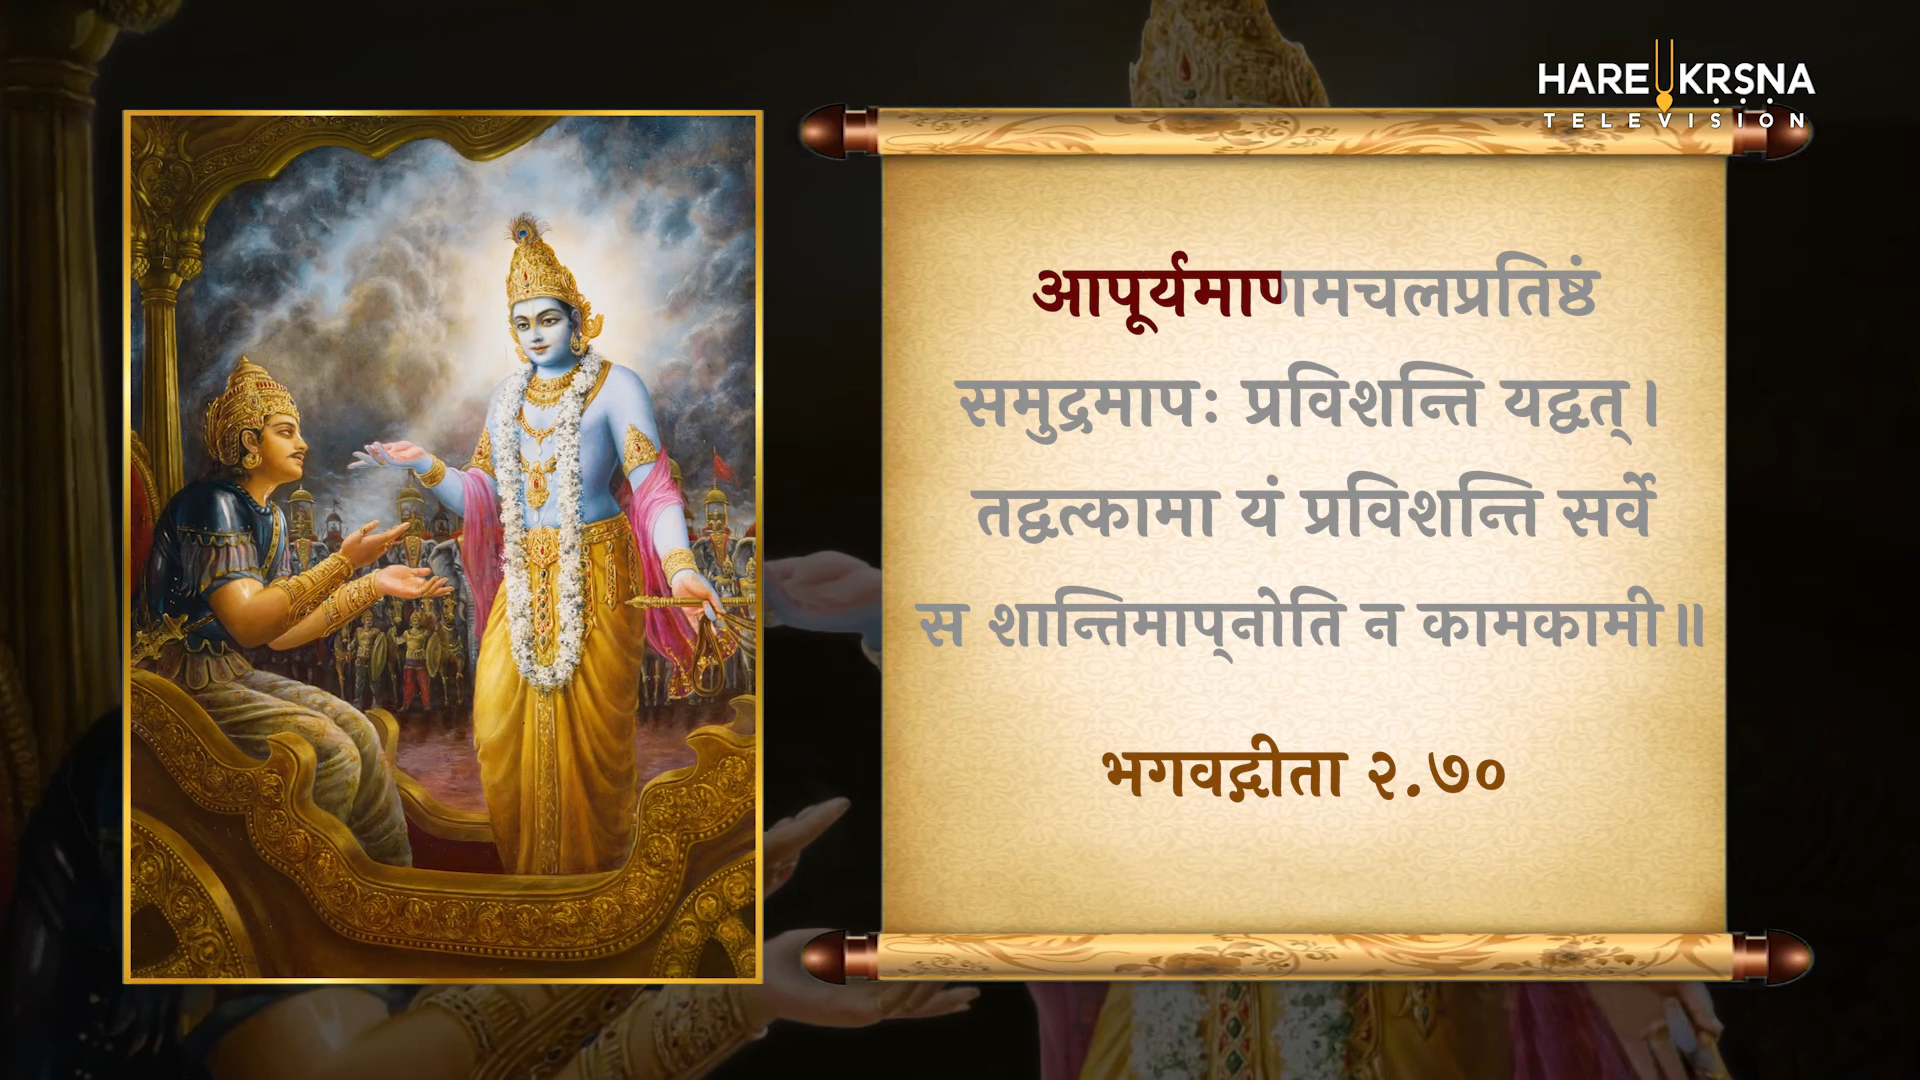 HARE KRSNA
TELEVISION
आपूर्यमाणमचलप्रतिष्ठं
समुद्रमापः प्रविशन्ति यद्वत्।
तद्वत्कामा यं प्रविशन्ति सर्वे
स शान्तिमाप्‌नोति न कामकामी॥
भगवद्गीता २.७०